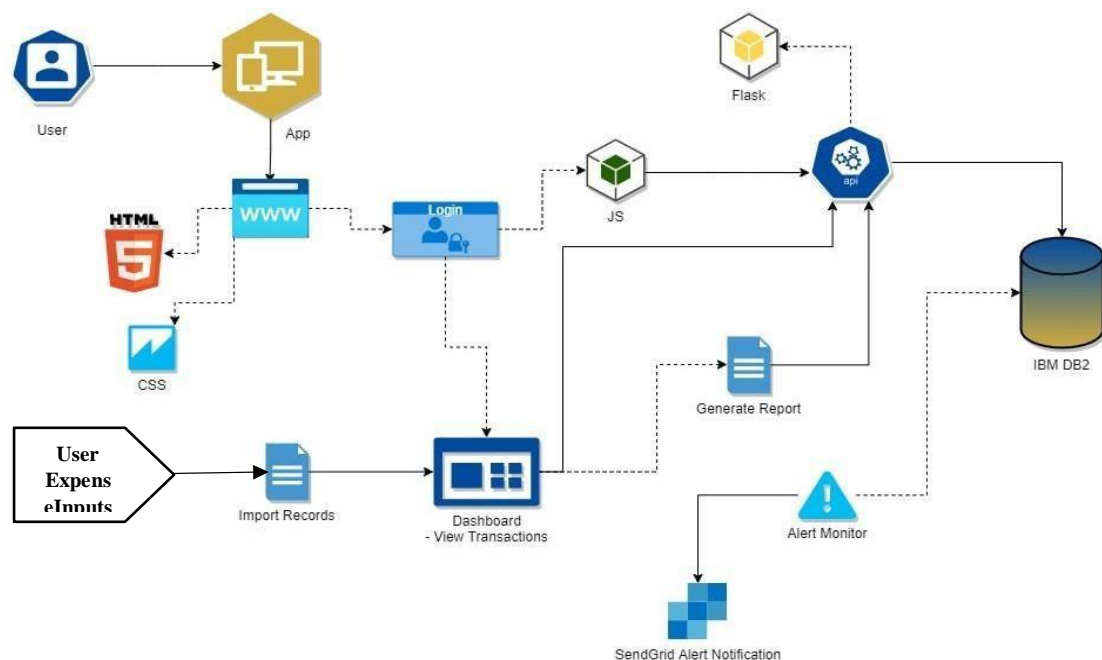 User
App
Flask
api
JS
WWW
Login
HTML
5
CSS
IBM DB2
Generate Report
User
Expens
eInputs
Import Records
Dashboard
- View Transactions
Alert Monitor
SendGrid Alert Notification